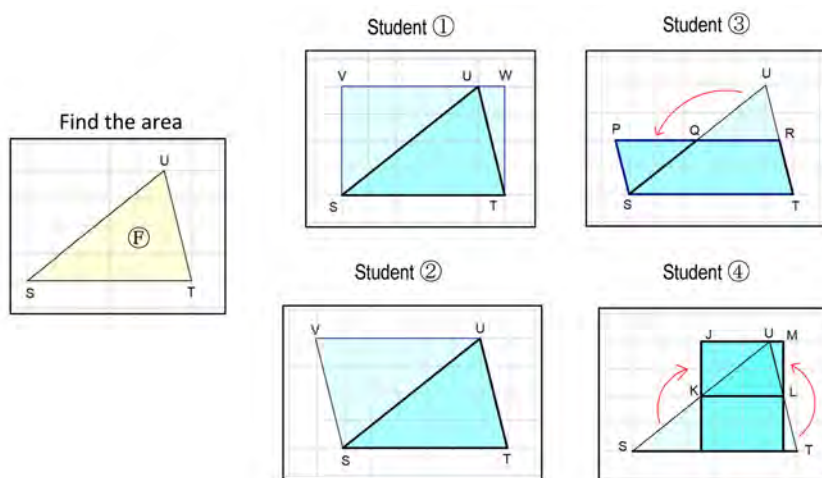 Find the area
U
F
S T
Student ①
V U W
S T
Student ②
V U
S T
Student ③
U
P Q R
S T
Student ④
J U M
K L
S T